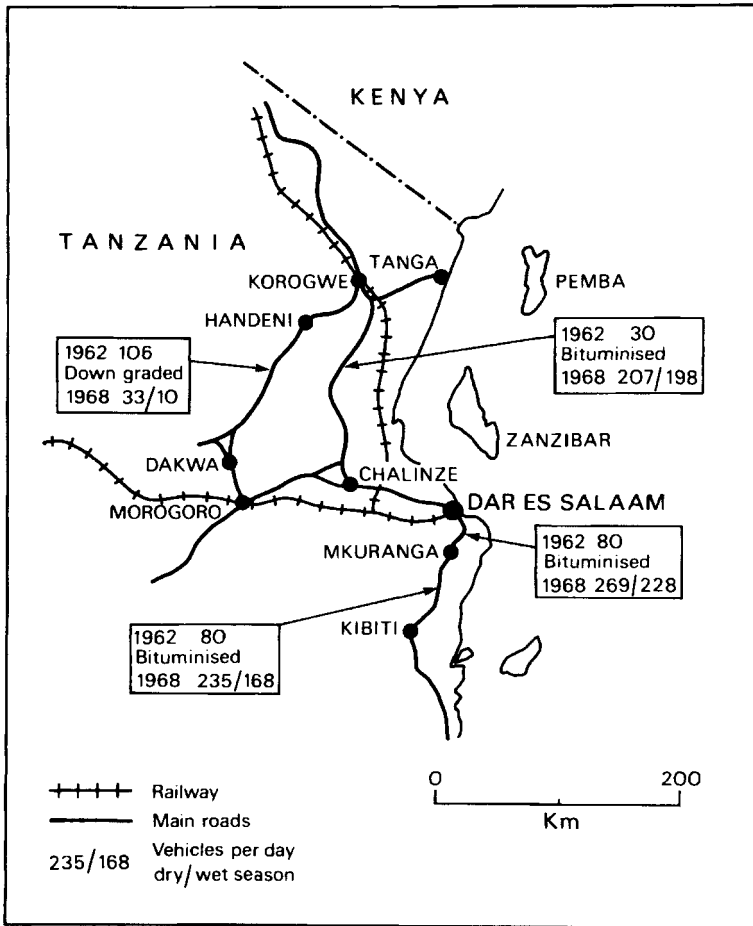 KENYA
TANZANIA
TANGA
KOROGWE
PEMBA
HANDENI
1962 106
Down graded
1968 33/10
1962 30
Bituminised
1968 207/198
ZANZIBAR
DAKWA
CHALINZE
MOROGORO
DAR ES SALAAM
MKURANGA
1962 80
Bituminised
1968 269/228
KIBITI
1962 80
Bituminised
1968 235/168
0 200
Km
Railway
Main roads
235/168 Vehicles per day
dry/wet season